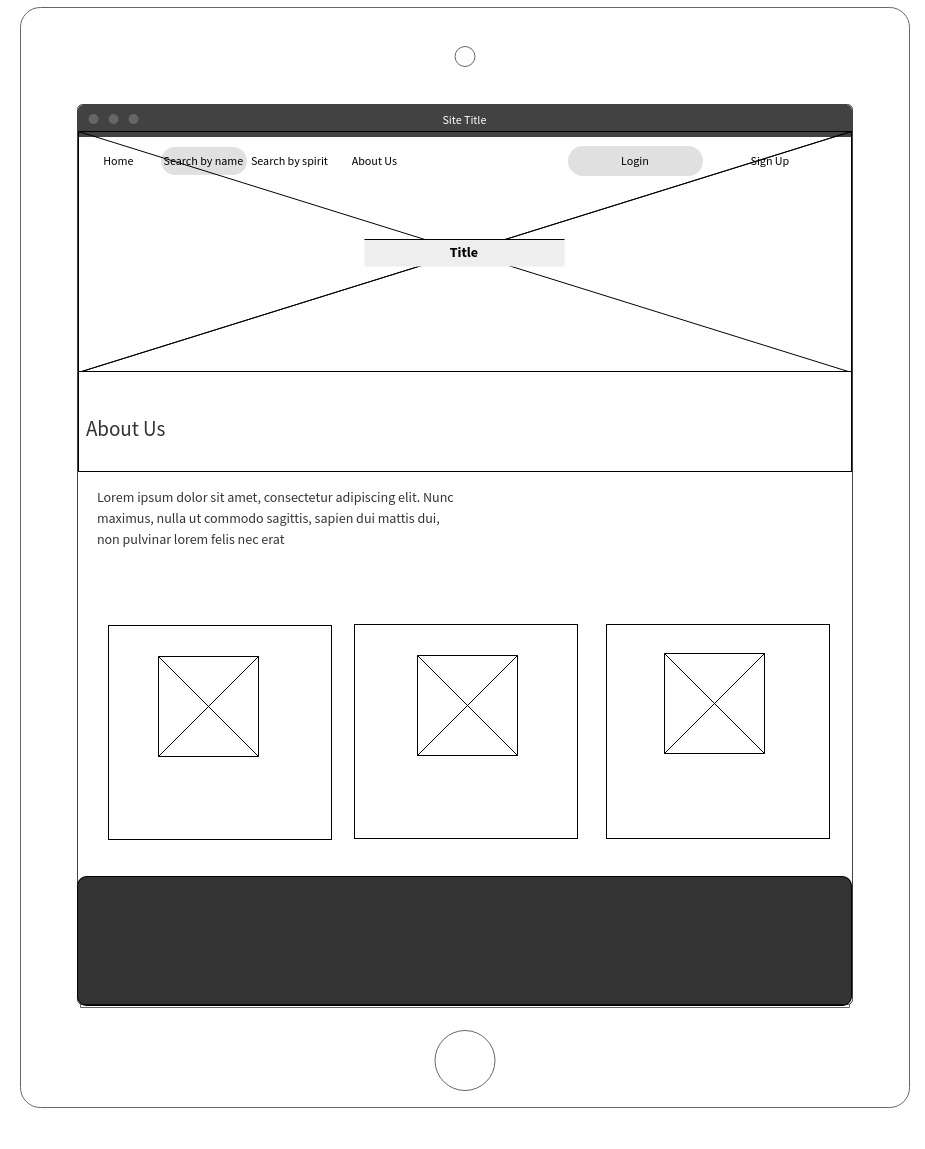 Site Title
Home Search by name Search by spirit About Us Login Sign Up
Title
About Us
Lorem ipsum dolor sit amet, consectetur adipiscing elit. Nunc
maximus, nulla ut commodo sagittis, sapien dui mattis dui,
non pulvinar lorem felis nec erat